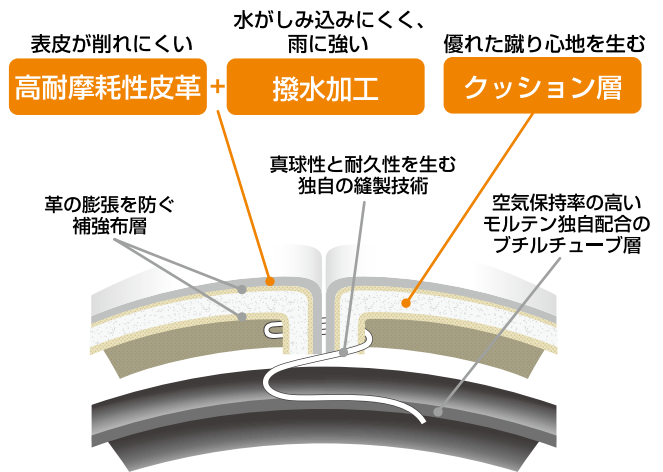 表皮が削れにくい
高耐摩耗性皮革
+
水がしみ込みにくく、
雨に強い
撥水加工
優れた蹴り心地を生む
クッション層
革の膨張を防ぐ
補強布層
真球性と耐久性を生む
独自の縫製技術
空気保持率の高い
モルテン独自配合の
ブチルチューブ層